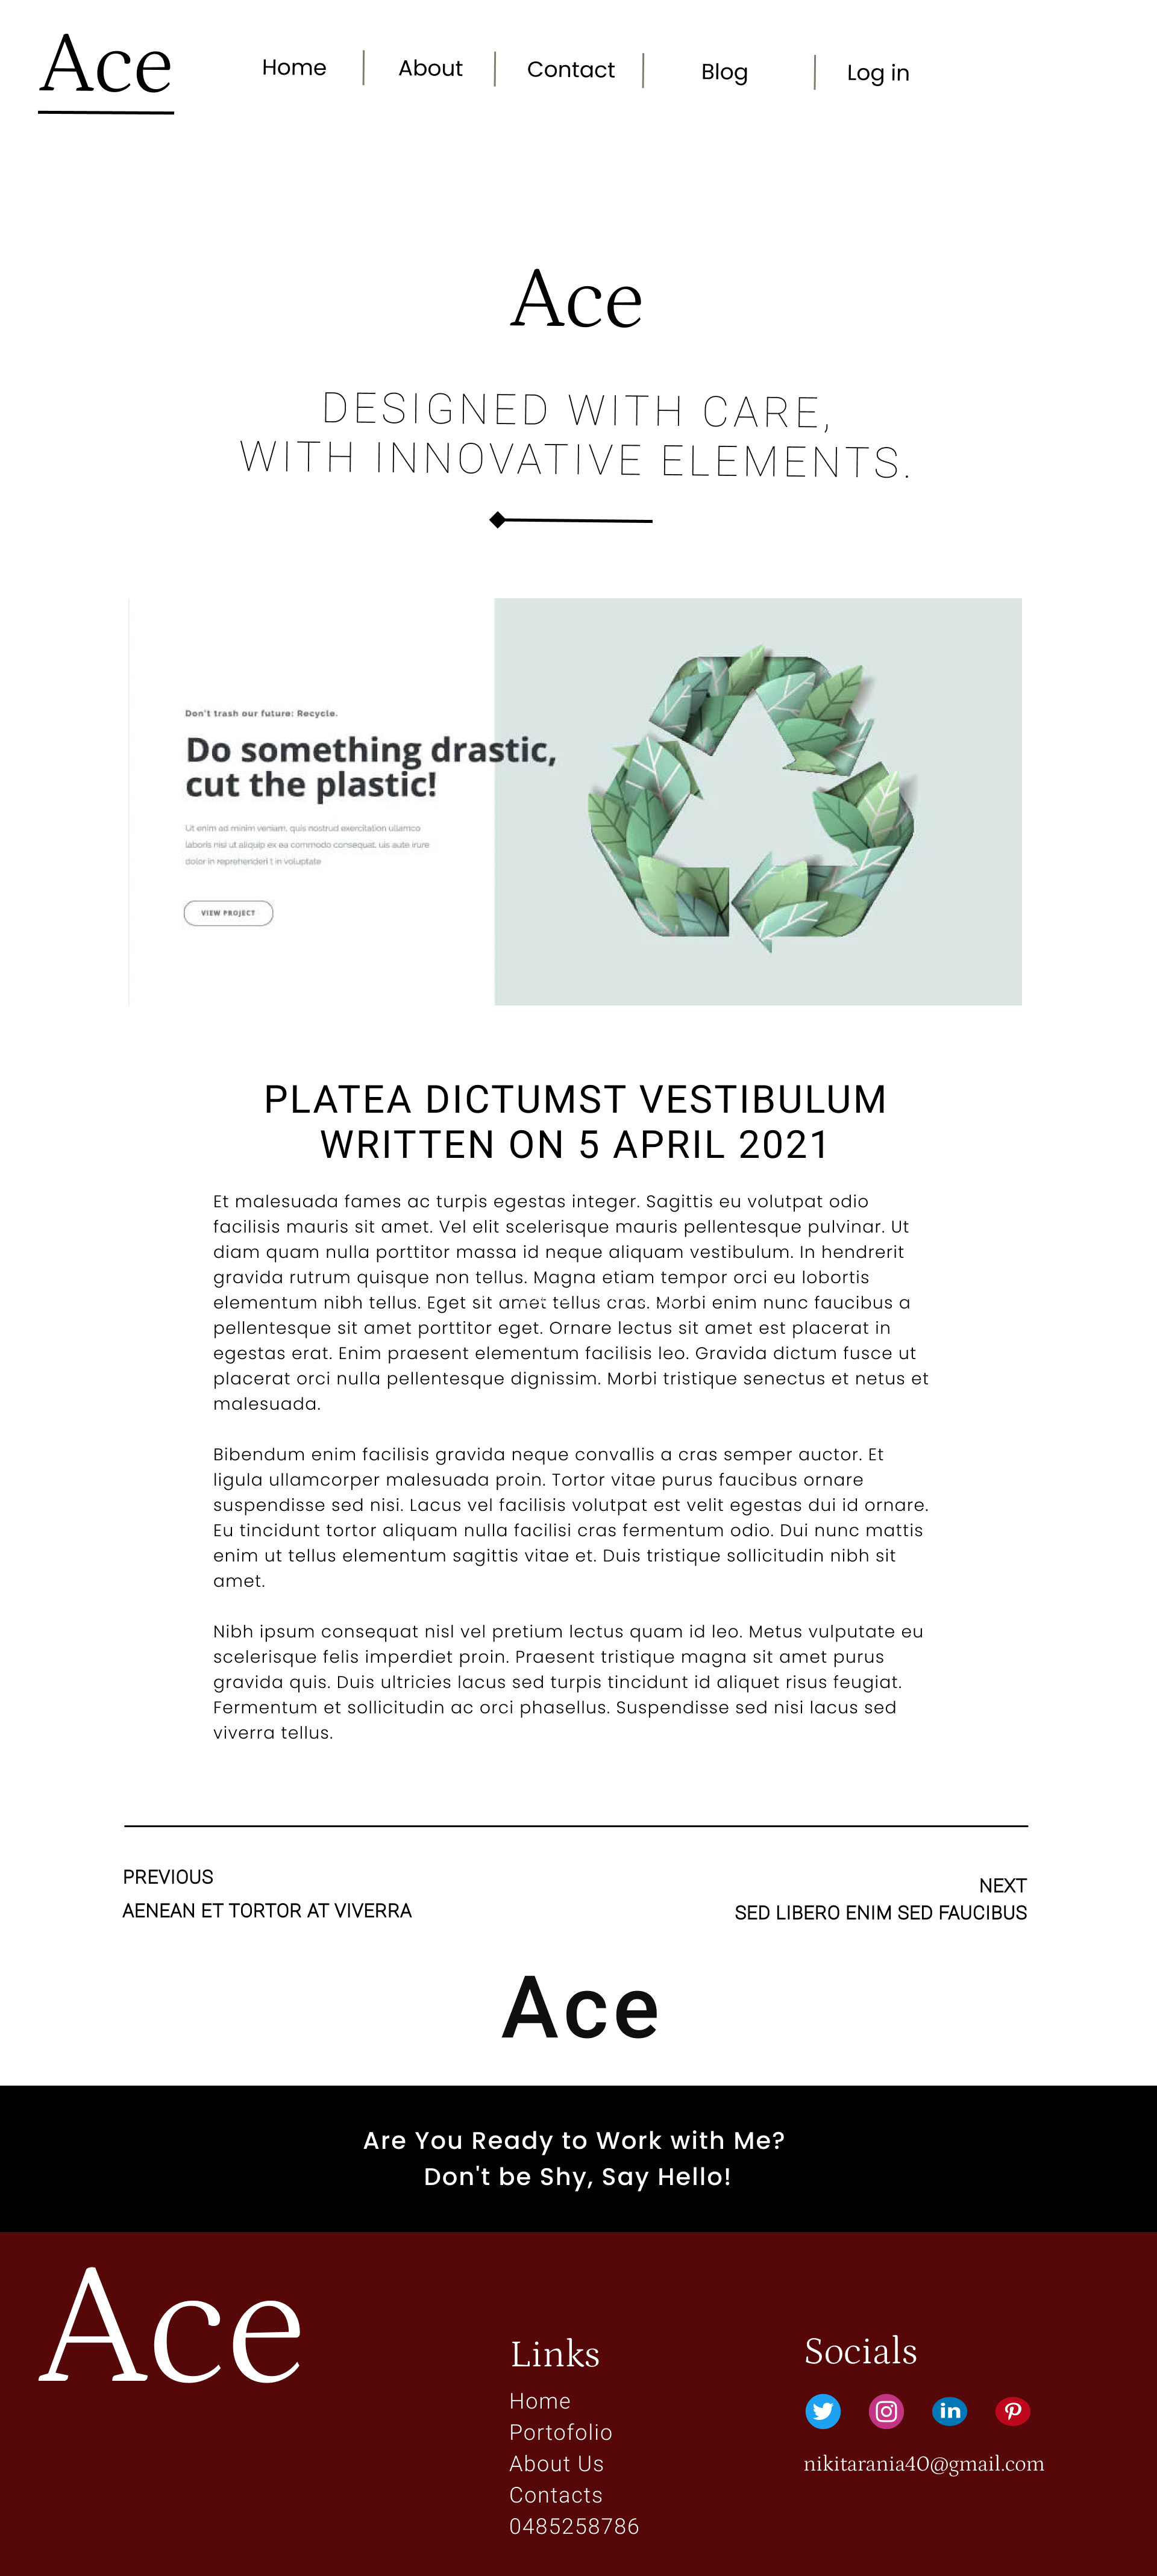 Ace
Home
About
Contact
Blog
Log in
Ace
DESIGNED WITH CARE,
WITH INNOVATIVE ELEMENTS.
Don't trash our future: Recycle.
Do something drastic,
cut the plastic!
Ut enim ad minim veniam, quis nostrud exercitation ullamco
laboris nisi ut aliquip ex ea commodo consequat. uis aute irure
dolor in reprehenderi t in voluptate
VIEW PROJECT
PLATEA DICTUMST VESTIBULUM
WRITTEN ON 5 APRIL 2021
Et malesuada fames ac turpis egestas integer. Sagittis eu volutpat odio
facilisis mauris sit amet. Vel elit scelerisque mauris pellentesque pulvinar. Ut
diam quam nulla porttitor massa id neque aliquam vestibulum. In hendrerit
gravida rutrum quisque non tellus. Magna etiam tempor orci eu lobortis
elementum nibh tellus. Eget sit amet tellus cras. Morbi enim nunc faucibus a
pellentesque sit amet porttitor eget. Ornare lectus sit amet est placerat in
egestas erat. Enim praesent elementum facilisis leo. Gravida dictum fusce ut
placerat orci nulla pellentesque dignissim. Morbi tristique senectus et netus et
malesuada.
Bibendum enim facilisis gravida neque convallis a cras semper auctor. Et
ligula ullamcorper malesuada proin. Tortor vitae purus faucibus ornare
suspendisse sed nisi. Lacus vel facilisis volutpat est velit egestas dui id ornare.
Eu tincidunt tortor aliquam nulla facilisi cras fermentum odio. Dui nunc mattis
enim ut tellus elementum sagittis vitae et. Duis tristique sollicitudin nibh sit
amet.
Nibh ipsum consequat nisl vel pretium lectus quam id leo. Metus vulputate eu
scelerisque felis imperdiet proin. Praesent tristique magna sit amet purus
gravida quis. Duis ultricies lacus sed turpis tincidunt id aliquet risus feugiat.
Fermentum et sollicitudin ac orci phasellus. Suspendisse sed nisi lacus sed
viverra tellus.
PREVIOUS
AENEAN ET TORTOR AT VIVERRA
NEXT
SED LIBERO ENIM SED FAUCIBUS
Ace
Are You Ready to Work with Me?
Don't be Shy, Say Hello!
Ace
Links
Home
Portofolio
About Us
Contacts
0485258786
Socials
in
nikitarania40@gmail.com